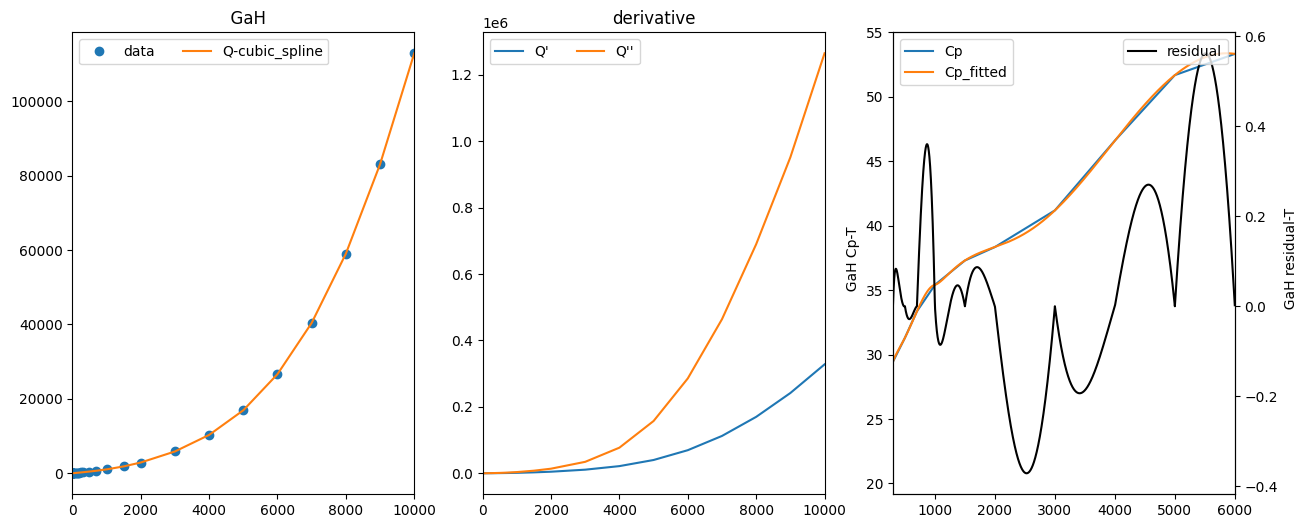 GaH
data
Q-cubic_spline
100000
80000
60000
40000
20000
0
0 2000 4000 6000 8000 10000
derivative
1e6
Q' Q''
1.2
1.0
0.8
0.6
0.4
0.2
0.0
0 2000 4000 6000 8000 10000
Cp
Cp_fitted
residual
GaH Cp-T
55
50
45
40
35
30
25
20
1000 2000 3000 4000 5000 6000
0.6
0.4
0.2
0.0
−0.2
−0.4
GaH residual-T